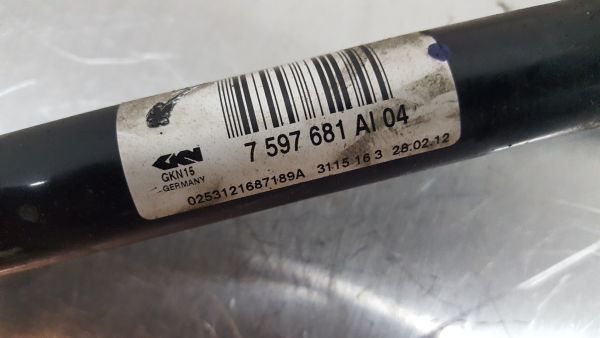 7 597 681 AI 04
GKN
GKN15
GERMANY
0253121687189A 3115 16 3 28.02.12